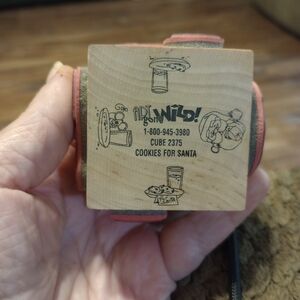 ART
gone WiLD!
1-800-945-3980
CUBE 2375
COOKIES FOR SANTA